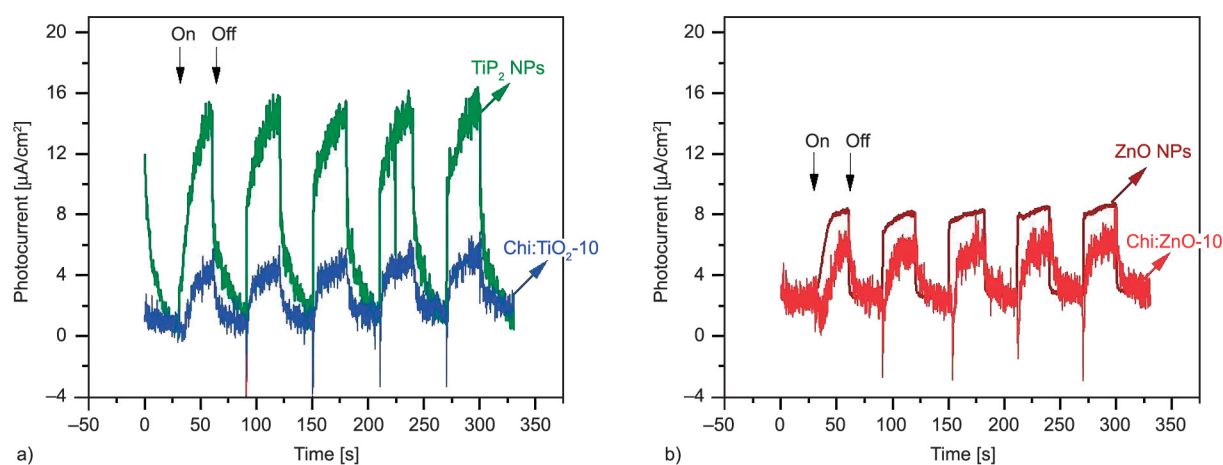 20
16
12
8
4
0
–4
Photocurrent [µA/cm²]
On
Off
TiP₂ NPs
Chi:TiO₂-10
–50
0
50
100
150
200
250
300
350
Time [s]
a)
20
16
12
8
4
0
–4
Photocurrent [µA/cm²]
On
Off
ZnO NPs
Chi:ZnO-10
–50
0
50
100
150
200
250
300
350
Time [s]
b)